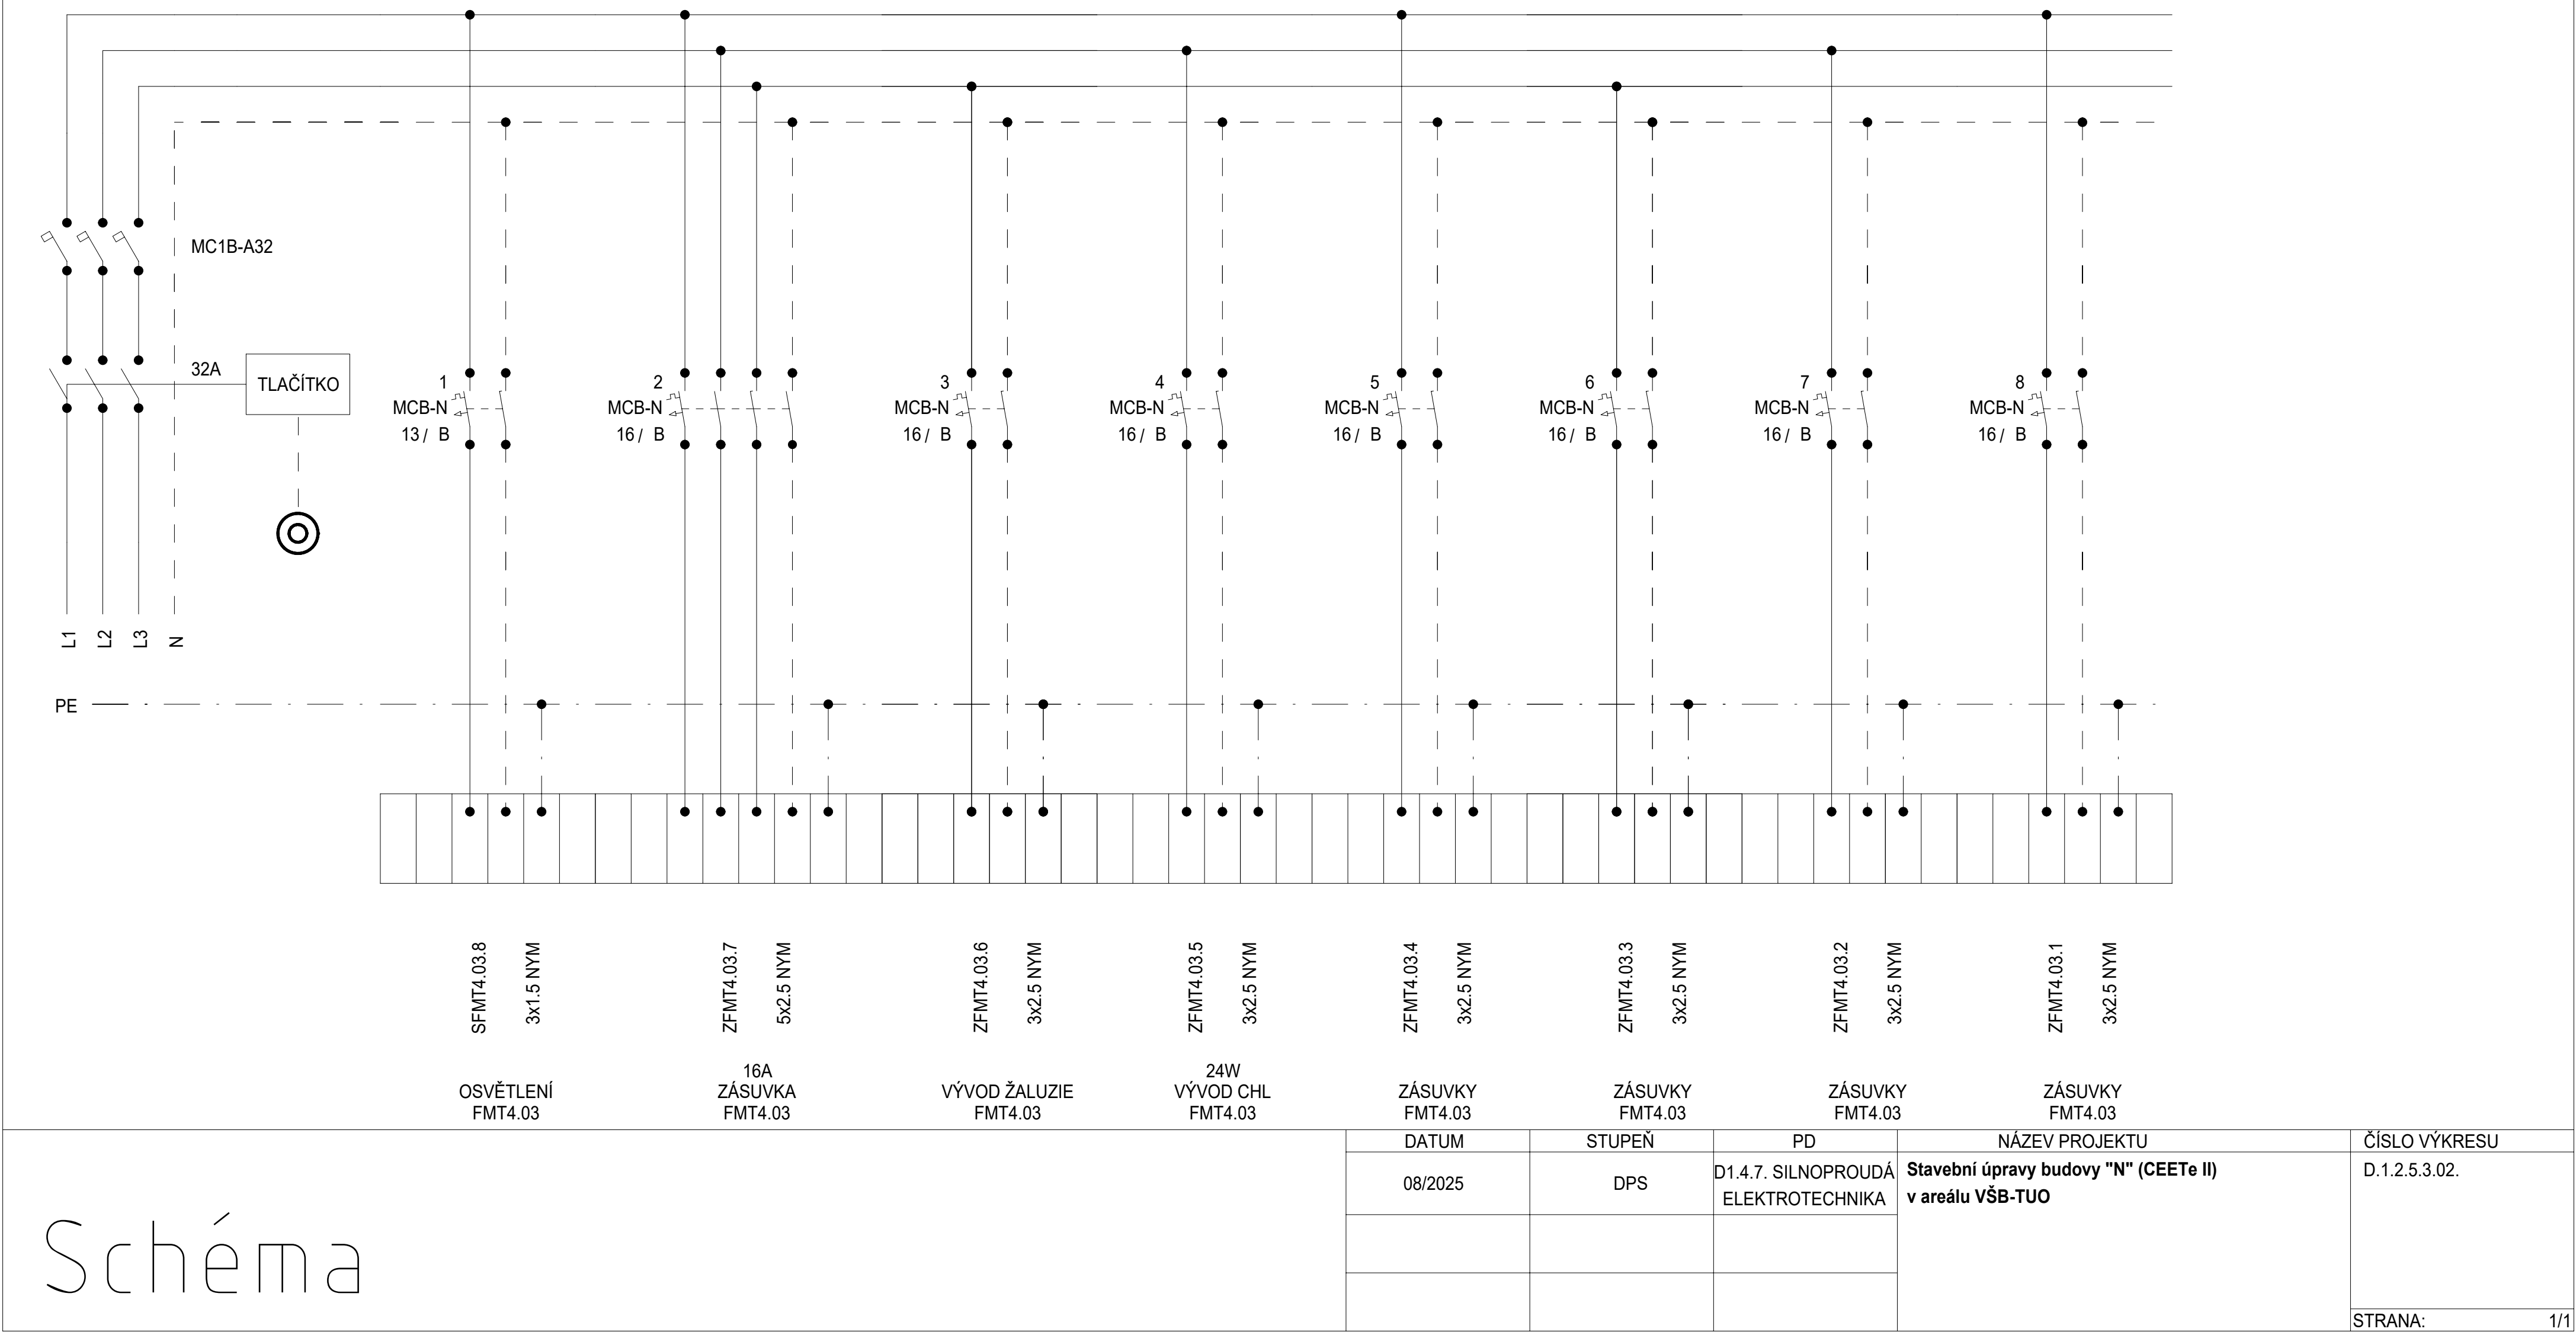 MC1B-A32
32A
TLAČÍTKO
1
MCB-N
13 / B
2
MCB-N
16 / B
3
MCB-N
16 / B
4
MCB-N
16 / B
5
MCB-N
16 / B
6
MCB-N
16 / B
7
MCB-N
16 / B
8
MCB-N
16 / B
L1
L2
L3
N
PE
SFMT4.03.8
3x1.5 NYM
ZFMT4.03.7
5x2.5 NYM
ZFMT4.03.6
3x2.5 NYM
ZFMT4.03.5
3x2.5 NYM
ZFMT4.03.4
3x2.5 NYM
ZFMT4.03.3
3x2.5 NYM
ZFMT4.03.2
3x2.5 NYM
ZFMT4.03.1
3x2.5 NYM
OSVĚTLENÍ
FMT4.03
16A
ZÁSUVKA
FMT4.03
VÝVOD ŽALUZIE
FMT4.03
24W
VÝVOD CHL
FMT4.03
ZÁSUVKY
FMT4.03
ZÁSUVKY
FMT4.03
ZÁSUVKY
FMT4.03
ZÁSUVKY
FMT4.03
Schéma
DATUM
08/2025
STUPEŇ
DPS
PD
D1.4.7. SILNOPROUDÁ
ELEKTROTECHNIKA
NÁZEV PROJEKTU
Stavební úpravy budovy "N" (CEETe II)
v areálu VŠB-TUO
ČÍSLO VÝKRESU
D.1.2.5.3.02.
STRANA: 1/1